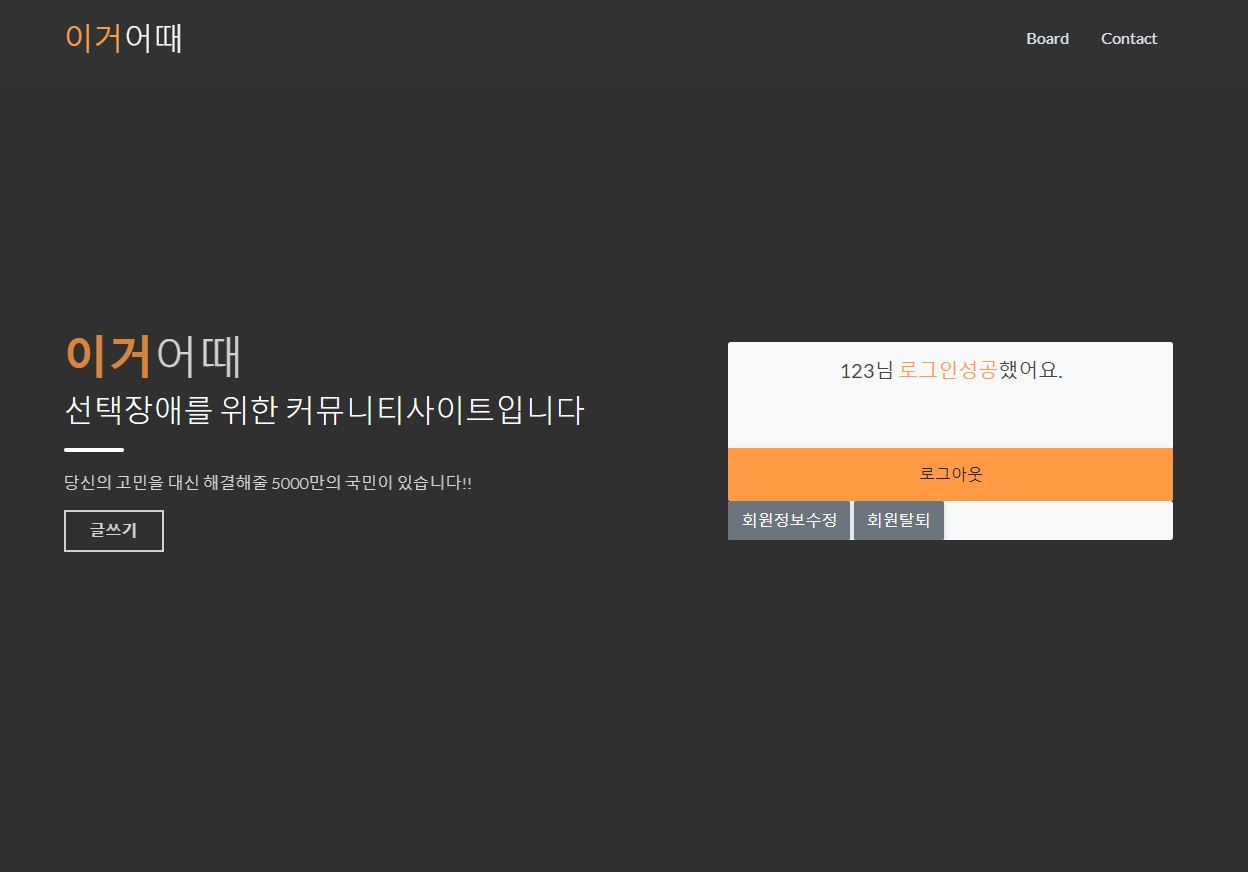 이거어때
Board Contact
이거어때
선택장애를 위한 커뮤니티사이트입니다
당신의 고민을 대신 해결해줄 5000만의 국민이 있습니다!!
글쓰기
123님 로그인성공했어요.
로그아웃
회원정보수정 회원탈퇴